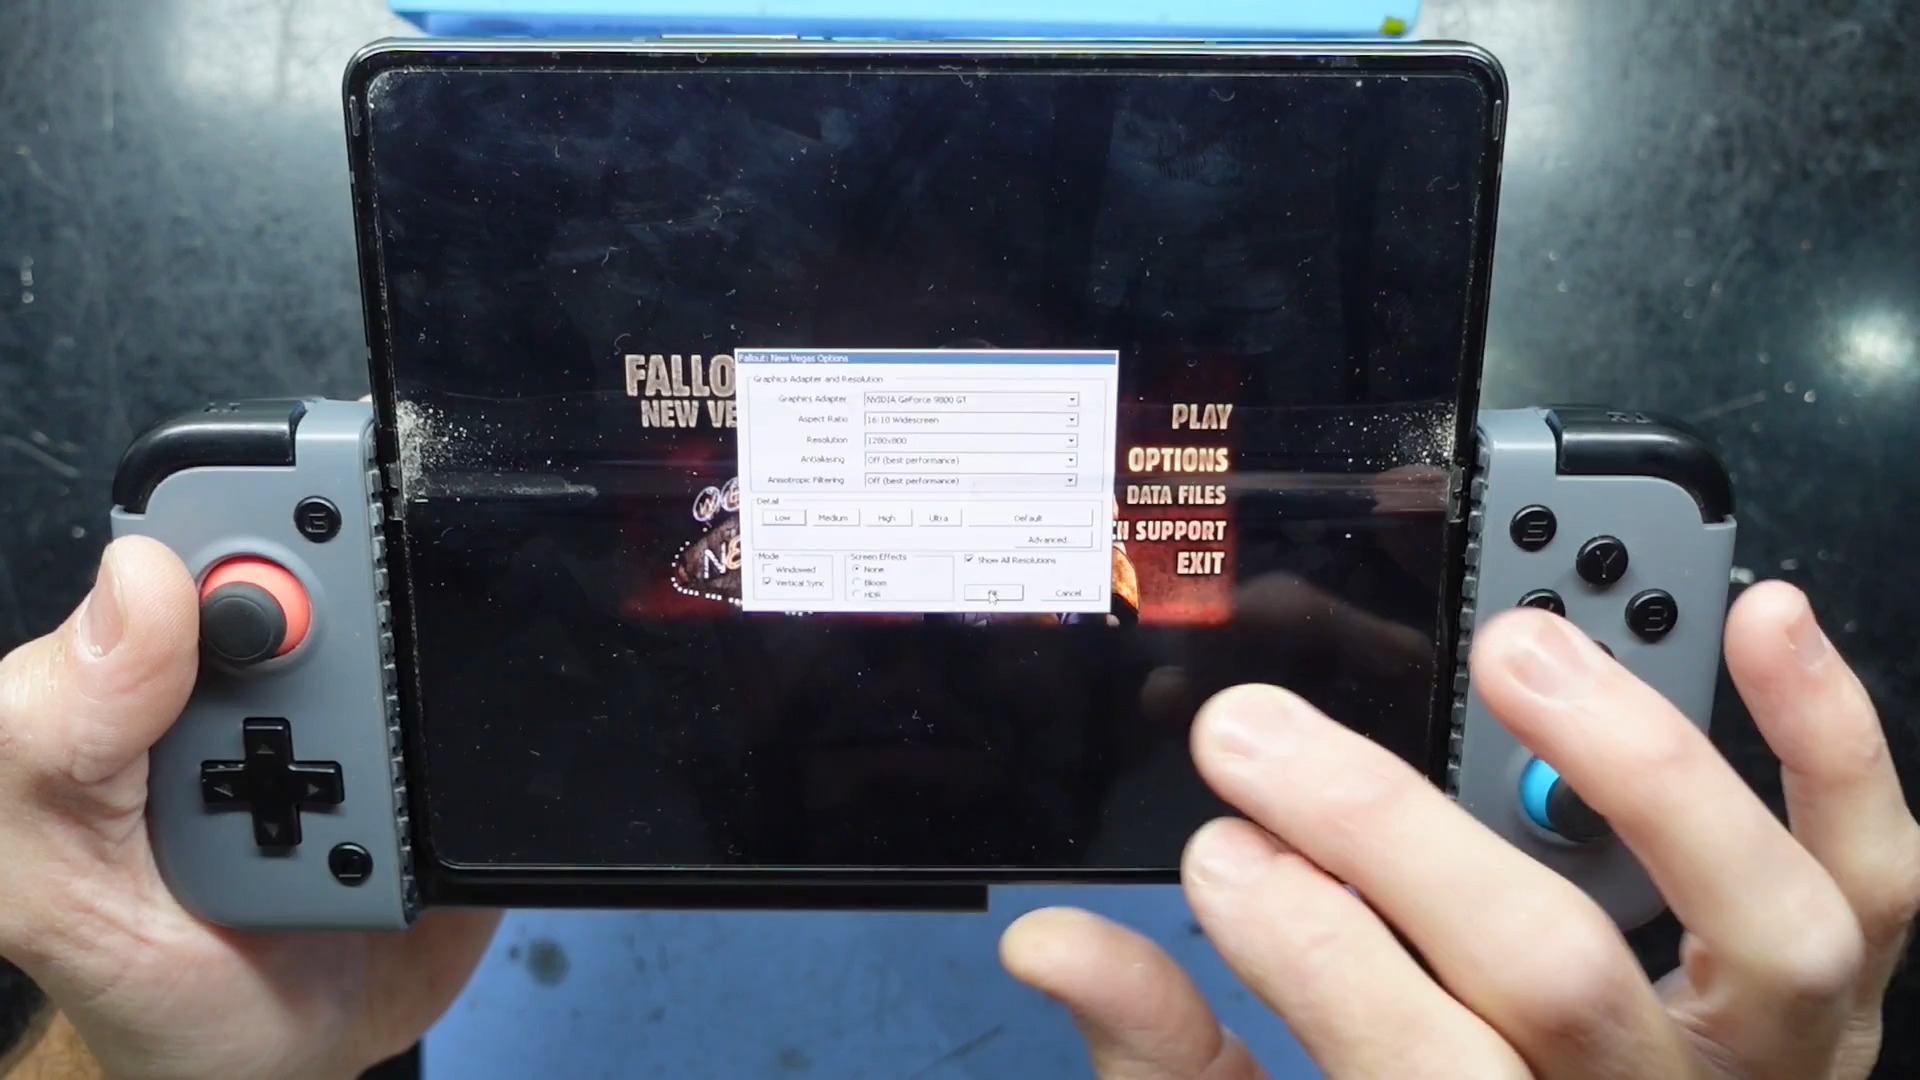 Fallout: New Vegas Options
Graphics Adapter and Resolution
Graphics Adapter NVIDIA GeForce 9800 GT
Aspect Ratio 16:10 Widescreen
Resolution 1280x800
Antialiasing Off (best performance)
Anisotropic Filtering Off (best performance)
Detail
Low Medium High Ultra Default
Advanced...
Mode
Windowed
Vertical Sync
Screen Effects
None
Bloom
HDR
Show All Resolutions
Cancel
FALLO
NEW VE
PLAY
OPTIONS
DATA FILES
CH SUPPORT
EXIT
G
S
Y
B